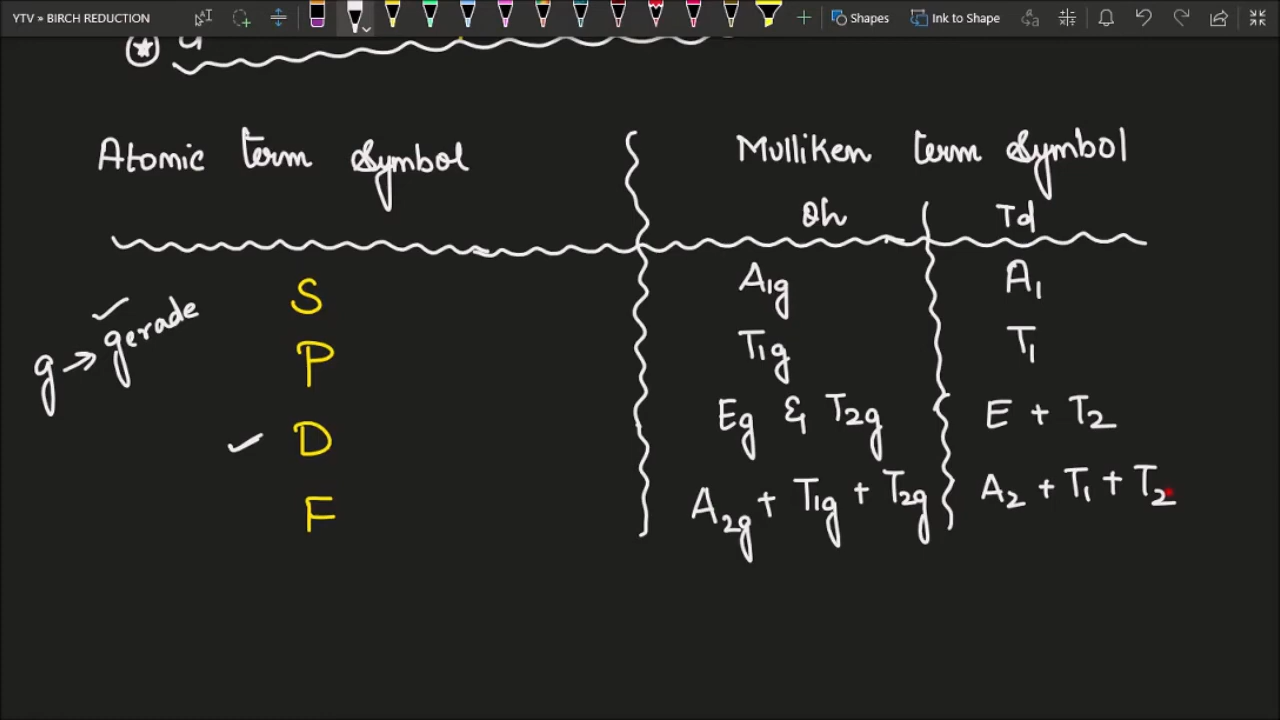 YTV » BIRCH REDUCTION
Shapes
Ink to Shape
Atomic term Symbol
Mulliken term Symbol
Oh
Td
S
A1g
A1
g → gerade
P
T1g
T1
D
Eg & T2g
E + T2
F
A2g + T1g + T2g
A2 + T1 + T2